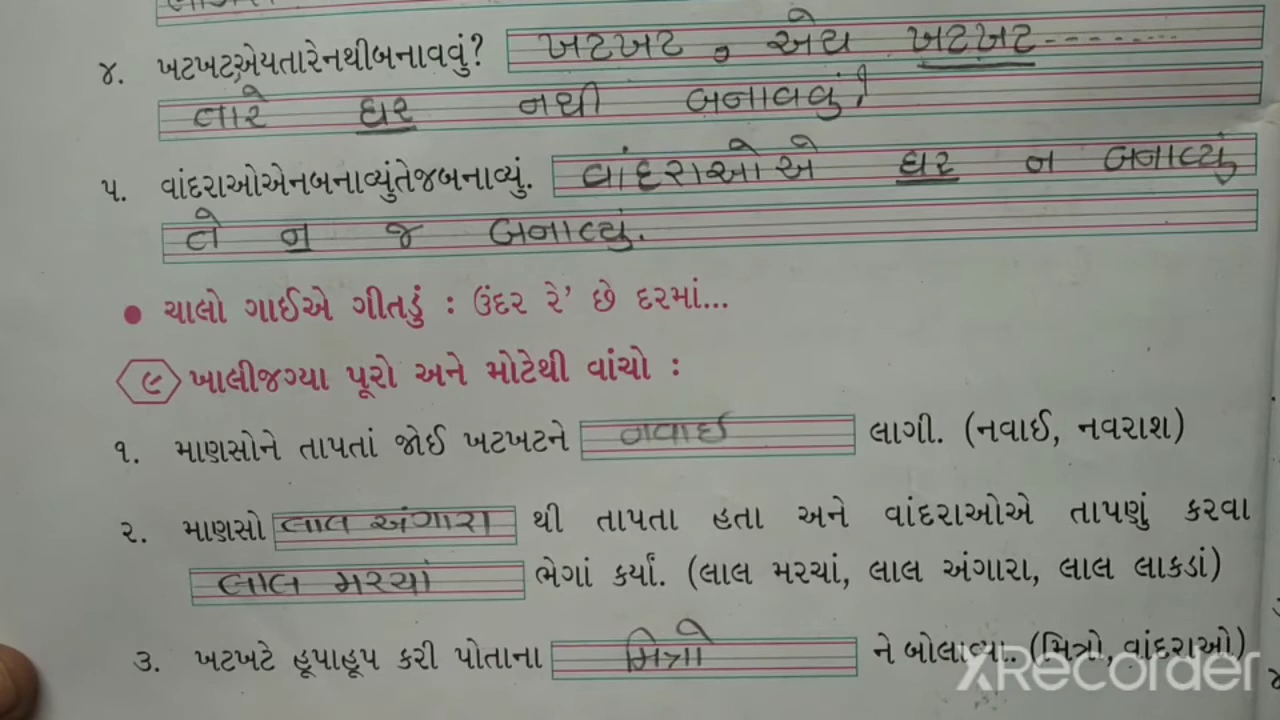 ૪. ખટખટ,એયતારેનથીબનાવવું? ખટખટ , એય ખટખટ--------
તારે ઘર નથી બનાવવું?
૫. વાંદરાઓએનબનાવ્યુંતેજબનાવ્યું. વાંદરાઓએ ઘર ન બનાવ્યું
તે ન જ બનાવ્યું.
• ચાલો ગાઈએ ગીતડું : ઉંદર રે' છે દરમાં...
૯ ખાલીજગ્યા પૂરો અને મોટેથી વાંચો :
૧. માણસોને તાપતાં જોઈ ખટખટને નવાઈ લાગી. (નવાઈ, નવરાશ)
૨. માણસો લાલ અંગારા થી તાપતા હતા અને વાંદરાઓએ તાપણું કરવા
લાલ મરચાં ભેગાં કર્યાં. (લાલ મરચાં, લાલ અંગારા, લાલ લાકડાં)
૩. ખટખટે હૂપાહૂપ કરી પોતાના મિત્રો ને બોલાવ્યા.. (મિત્રો, વાંદરાઓ)
XRecorder